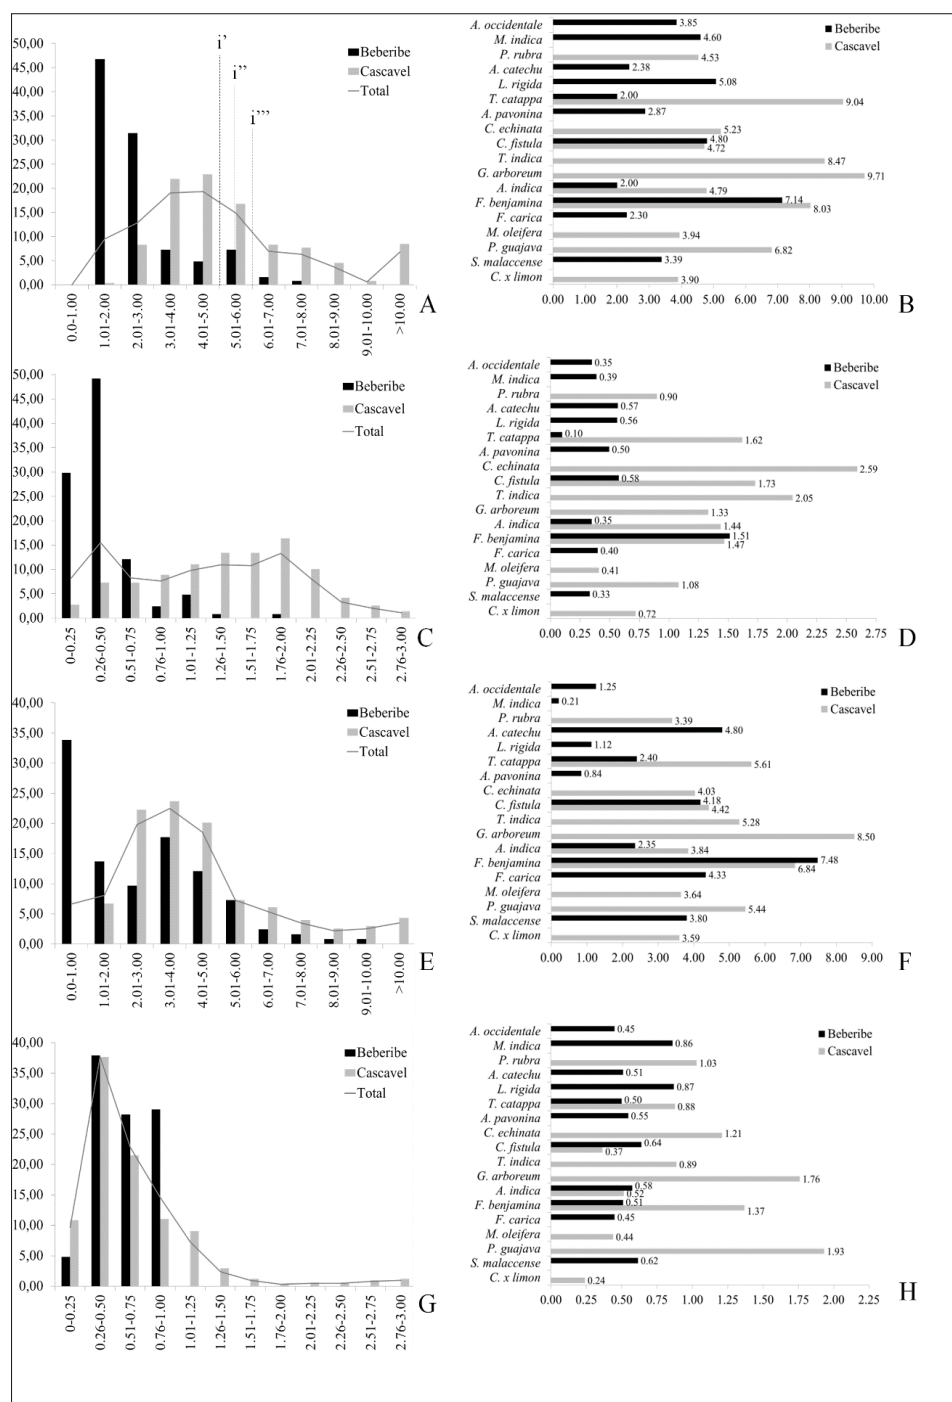 50,00
45,00
40,00
35,00
30,00
25,00
20,00
15,00
10,00
5,00
0,00
i’
i’’
i’’’
Beberibe
Cascavel
Total
0.0-1.00
1.01-2.00
2.01-3.00
3.01-4.00
4.01-5.00
5.01-6.00
6.01-7.00
7.01-8.00
8.01-9.00
9.01-10.00
>10.00
A
A. occidentale 3.85
M. indica 4.60
P. rubra 4.53
A. catechu 2.38
L. rigida 5.08
T. catappa 2.00 9.04
A. pavonina 2.87
C. echinata 5.23
C. fistula 4.80 4.72
T. indica 8.47
G. arboreum 9.71
A. indica 2.00 4.79
F. benjamina 7.14 8.03
F. carica 2.30
M. oleifera 3.94
P. guajava 6.82
S. malaccense 3.39
C. x limon 3.90
Beberibe
Cascavel
0.00 1.00 2.00 3.00 4.00 5.00 6.00 7.00 8.00 9.00 10.00
B
50,00
45,00
40,00
35,00
30,00
25,00
20,00
15,00
10,00
5,00
0,00
Beberibe
Cascavel
Total
0-0.25
0.26-0.50
0.51-0.75
0.76-1.00
1.01-1.25
1.26-1.50
1.51-1.75
1.76-2.00
2.01-2.25
2.26-2.50
2.51-2.75
2.76-3.00
C
A. occidentale 0.35
M. indica 0.39
P. rubra 0.90
A. catechu 0.57
L. rigida 0.56
T. catappa 0.10 1.62
A. pavonina 0.50
C. echinata 2.59
C. fistula 0.58 1.73
T. indica 2.05
G. arboreum 1.33
A. indica 0.35 1.44
F. benjamina 1.51 1.47
F. carica 0.40
M. oleifera 0.41
P. guajava 1.08
S. malaccense 0.33
C. x limon 0.72
Beberibe
Cascavel
0.00 0.25 0.50 0.75 1.00 1.25 1.50 1.75 2.00 2.25 2.50 2.75
D
40,00
35,00
30,00
25,00
20,00
15,00
10,00
5,00
0,00
Beberibe
Cascavel
Total
0.0-1.00
1.01-2.00
2.01-3.00
3.01-4.00
4.01-5.00
5.01-6.00
6.01-7.00
7.01-8.00
8.01-9.00
9.01-10.00
>10.00
E
A. occidentale 1.25
M. indica 0.21
P. rubra 3.39
A. catechu 4.80
L. rigida 1.12
T. catappa 2.40 5.61
A. pavonina 0.84
C. echinata 4.03
C. fistula 4.18 4.42
T. indica 5.28
G. arboreum 8.50
A. indica 2.35 3.84
F. benjamina 7.48 6.84
F. carica 4.33
M. oleifera 3.64
P. guajava 5.44
S. malaccense 3.80
C. x limon 3.59
Beberibe
Cascavel
0.00 1.00 2.00 3.00 4.00 5.00 6.00 7.00 8.00 9.00
F
40,00
35,00
30,00
25,00
20,00
15,00
10,00
5,00
0,00
Beberibe
Cascavel
Total
0-0.25
0.26-0.50
0.51-0.75
0.76-1.00
1.01-1.25
1.26-1.50
1.51-1.75
1.76-2.00
2.01-2.25
2.26-2.50
2.51-2.75
2.76-3.00
G
A. occidentale 0.45
M. indica 0.86
P. rubra 1.03
A. catechu 0.51
L. rigida 0.87
T. catappa 0.50 0.88
A. pavonina 0.55
C. echinata 1.21
C. fistula 0.64 0.37
T. indica 0.89
G. arboreum 1.76
A. indica 0.58 0.52
F. benjamina 0.51 1.37
F. carica 0.45
M. oleifera 0.44
P. guajava 1.93
S. malaccense 0.62
C. x limon 0.24
Beberibe
Cascavel
0.00 0.25 0.50 0.75 1.00 1.25 1.50 1.75 2.00 2.25
H